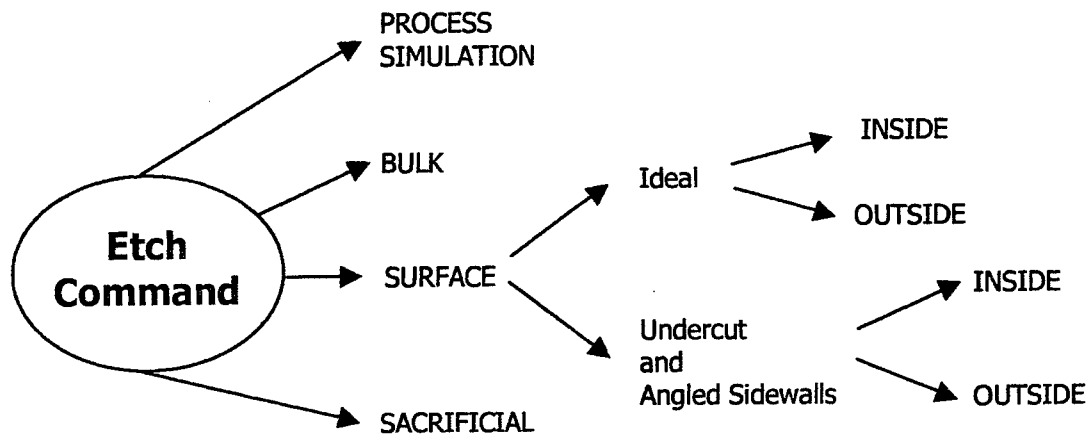 PROCESS
SIMULATION
BULK
Etch
Command
SURFACE
SACRIFICIAL
Ideal
INSIDE
OUTSIDE
Undercut
and
Angled Sidewalls
INSIDE
OUTSIDE